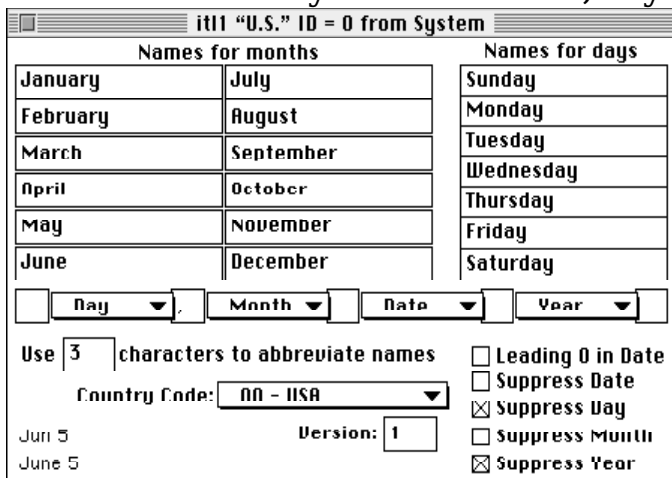 itl1 “U.S.” ID = 0 from System
Names for months Names for days
January July Sunday
February August Monday
March September Tuesday
April October Wednesday
May November Thursday
June December Friday
Saturday
Day , Month Date Year
Use 3 characters to abbreviate names
Leading 0 in Date
Suppress Date
Country Code: 00 - USA
Suppress Day
Jun 5 Version: 1 Suppress Month
June 5 Suppress Year